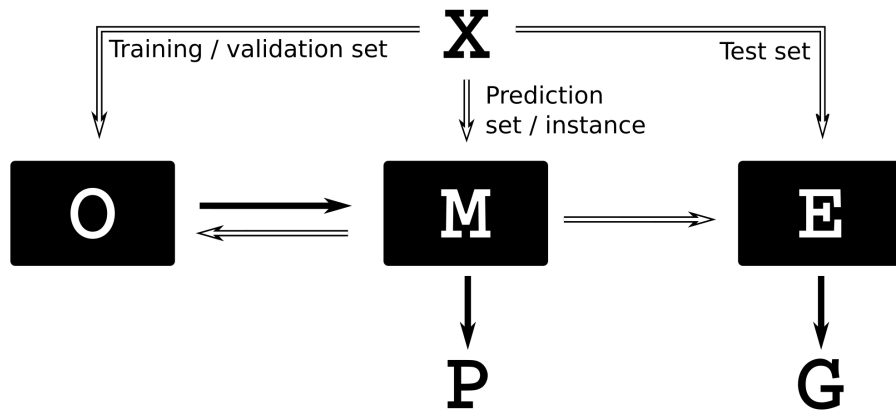 X
Training / validation set
Test set
Prediction
set / instance
O
M
E
P
G